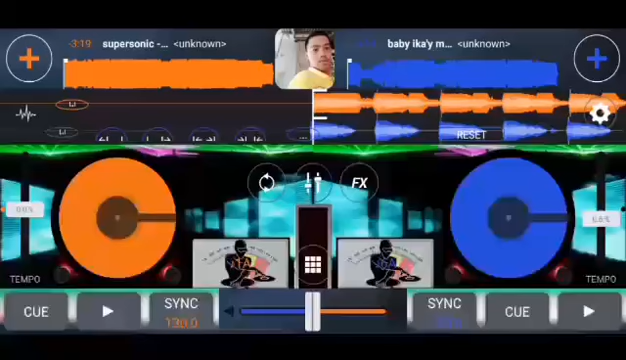 -3:19 supersonic -... <unknown>
baby ika'y m... <unknown>
RESET
FX
TEMPO
TEMPO
CUE
SYNC
130.0
SYNC
CUE